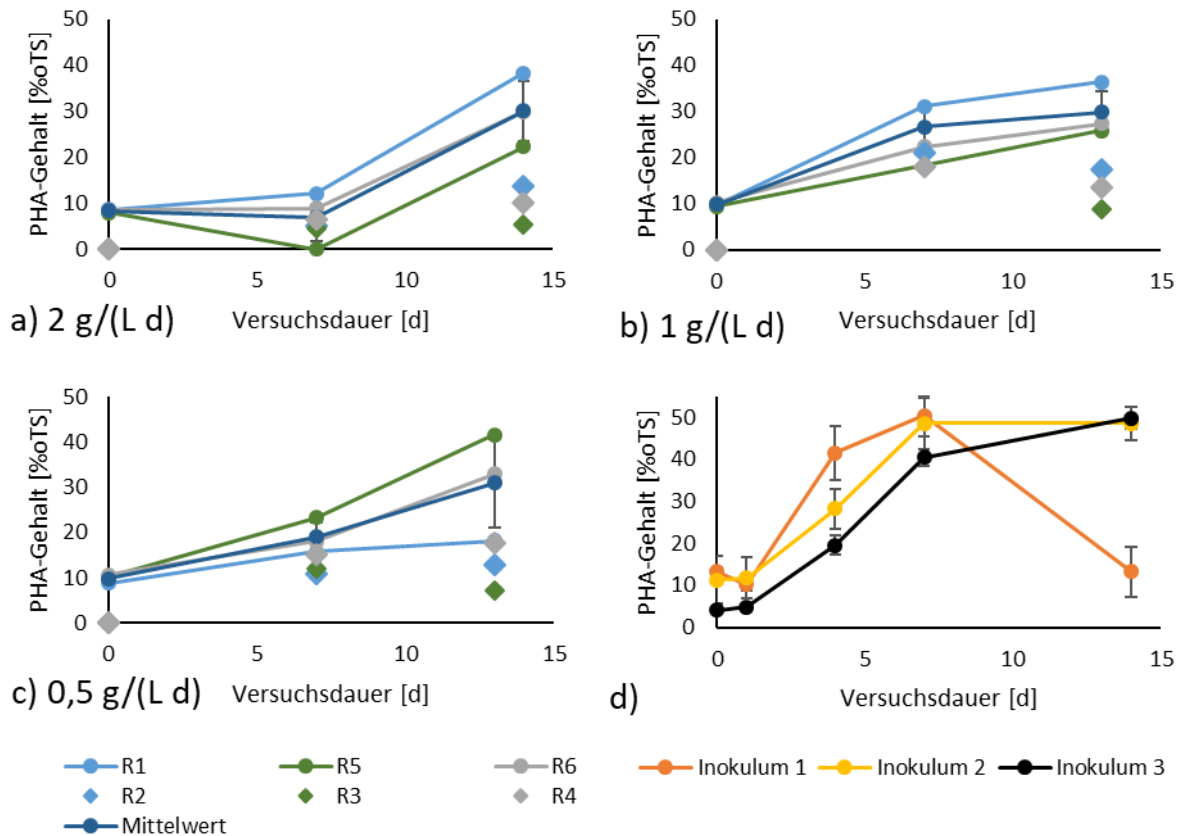 PHA-Gehalt [%oTS]
50
40
30
20
10
0
0 5 10 15
Versuchsdauer [d]
a) 2 g/(L d)
PHA-Gehalt [%oTS]
50
40
30
20
10
0
0 5 10 15
Versuchsdauer [d]
b) 1 g/(L d)
PHA-Gehalt [%oTS]
50
40
30
20
10
0
0 5 10 15
Versuchsdauer [d]
c) 0,5 g/(L d)
PHA-Gehalt [%oTS]
50
40
30
20
10
0
0 5 10 15
Versuchsdauer [d]
d)
R1 R5 R6
R2 R3 R4
Mittelwert
Inokulum 1 Inokulum 2 Inokulum 3